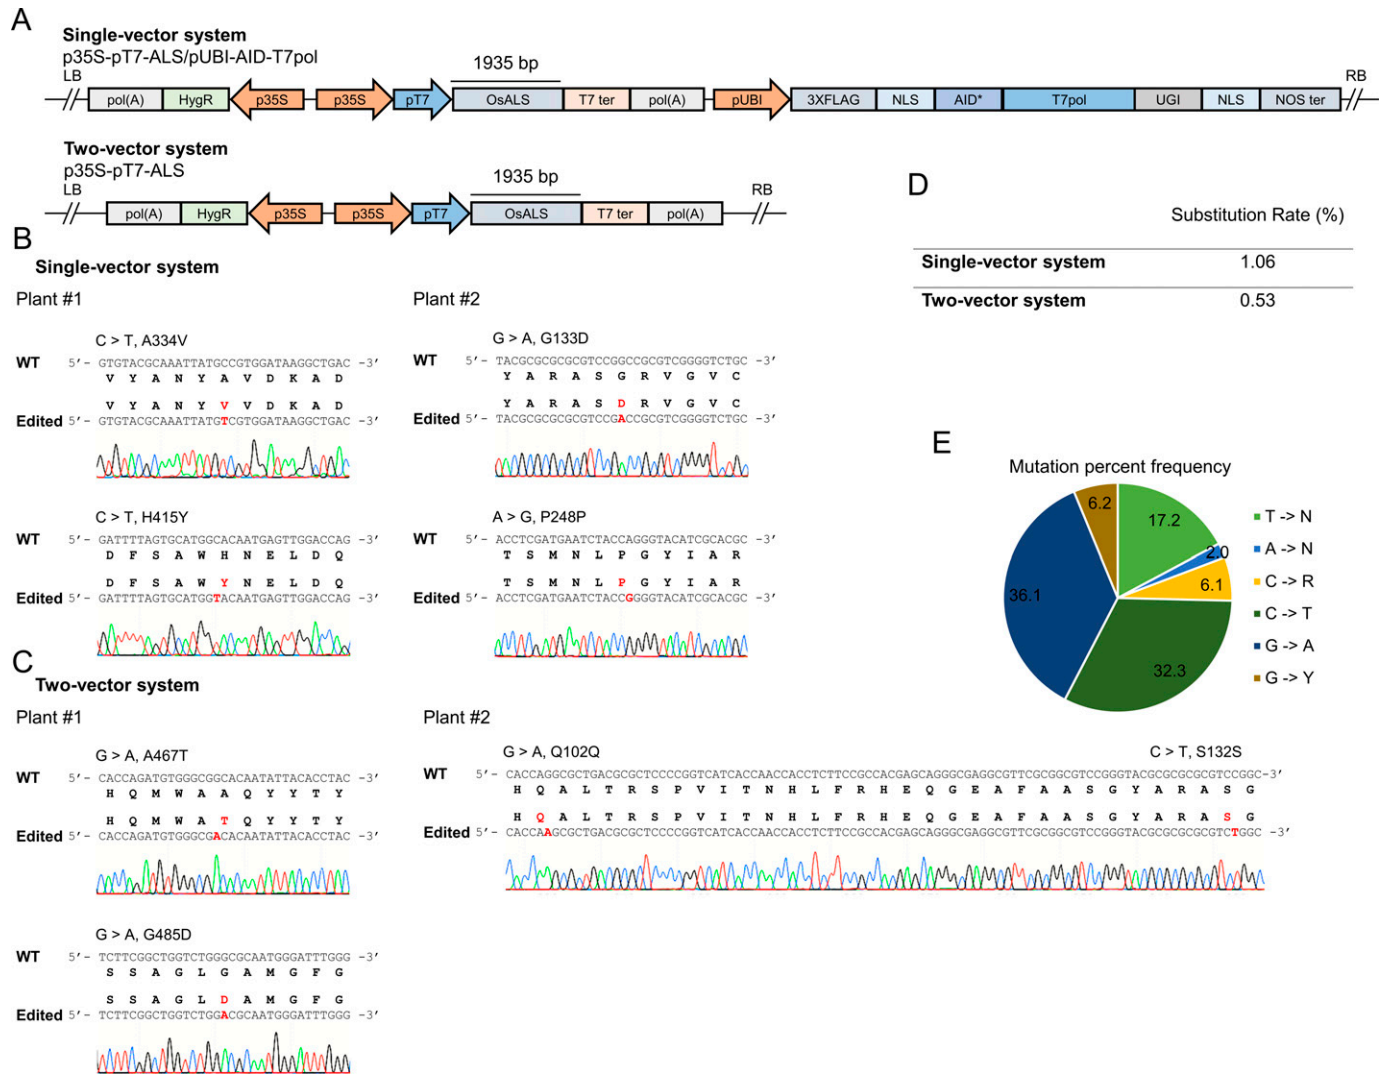 A
Single-vector system
p35S-pT7-ALS/pUBI-AID-T7pol
LB
1935 bp
RB
pol(A) HygR p35S p35S pT7 OsALS T7 ter pol(A) pUBI 3XFLAG NLS AID* T7pol UGI NLS NOS ter
Two-vector system
p35S-pT7-ALS
LB
1935 bp
RB
pol(A) HygR p35S p35S pT7 OsALS T7 ter pol(A)
B
Single-vector system
Plant #1
C > T, A334V
WT 5′- GTGTACGCAAATTATGCCGTGGATAAGGCTGAC -3′
V Y A N Y A V D K A D
V Y A N Y V V D K A D
Edited 5′- GTGTACGCAAATTATGTCGTGGATAAGGCTGAC -3′
C > T, H415Y
WT 5′- GATTTTAGTGCATGGCACAATGAGTTGGACCAG -3′
D F S A W H N E L D Q
D F S A W Y N E L D Q
Edited 5′- GATTTTAGTGCATGGTACAATGAGTTGGACCAG -3′
Plant #2
G > A, G133D
WT 5′- TACGCGCGCGCGTCCGGCCGCGTCGGGGTCTGC -3′
Y A R A S G R V G V C
Y A R A S D R V G V C
Edited 5′- TACGCGCGCGCGTCCGACCGCGTCGGGGTCTGC -3′
A > G, P248P
WT 5′- ACCTCGATGAATCTACCAGGGTACATCGCACGC -3′
T S M N L P G Y I A R
T S M N L P G Y I A R
Edited 5′- ACCTCGATGAATCTACCGGGGTACATCGCACGC -3′
C
Two-vector system
Plant #1
G > A, A467T
WT 5′- CACCAGATGTGGGCGGCACAATATTACACCTAC -3′
H Q M W A A Q Y Y T Y
H Q M W A T Q Y Y T Y
Edited 5′- CACCAGATGTGGGCGACACAATATTACACCTAC -3′
G > A, G485D
WT 5′- TCTTCGGCTGGTCTGGGCGCAATGGGATTTGGG -3′
S S A G L G A M G F G
S S A G L D A M G F G
Edited 5′- TCTTCGGCTGGTCTGGACGCAATGGGATTTGGG -3′
Plant #2
G > A, Q102Q C > T, S132S
WT 5′- CACCAGGCGCTGACGCGCTCCCCGGTCATCACCAACCACCTCTTCCGCCACGAGCAGGGCGAGGCGTTCGCGGCGTCCGGGTACGCGCGCGCGTCCGGC-3′
H Q A L T R S P V I T N H L F R H E Q G E A F A A S G Y A R A S G
H Q A L T R S P V I T N H L F R H E Q G E A F A A S G Y A R A S G
Edited 5′- CACCAAGCGCTGACGCGCTCCCCGGTCATCACCAACCACCTCTTCCGCCACGAGCAGGGCGAGGCGTTCGCGGCGTCCGGGTACGCGCGCGCGTCTGGC -3′
D
Substitution Rate (%)
Single-vector system 1.06
Two-vector system 0.53
E
Mutation percent frequency
6.2
17.2
2.0
6.1
36.1
32.3
T -> N
A -> N
C -> R
C -> T
G -> A
G -> Y